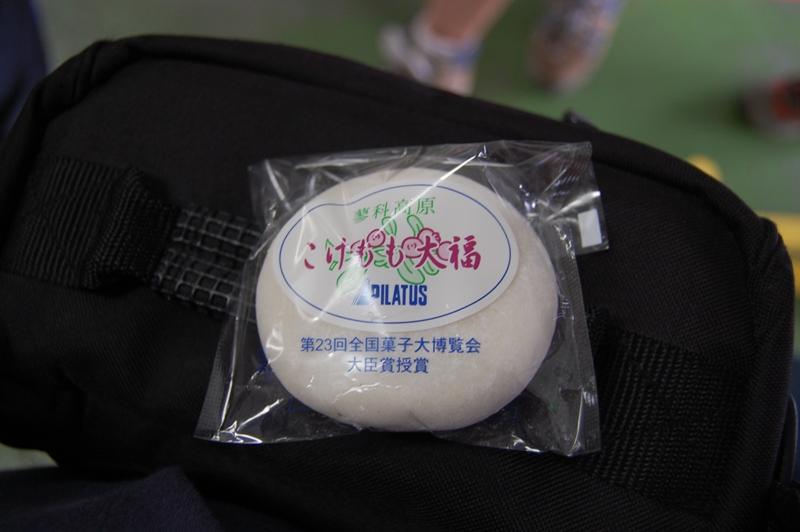 蓼科高原
こけもも大福
PILATUS
第23回全国菓子大博覧会
大臣賞授賞